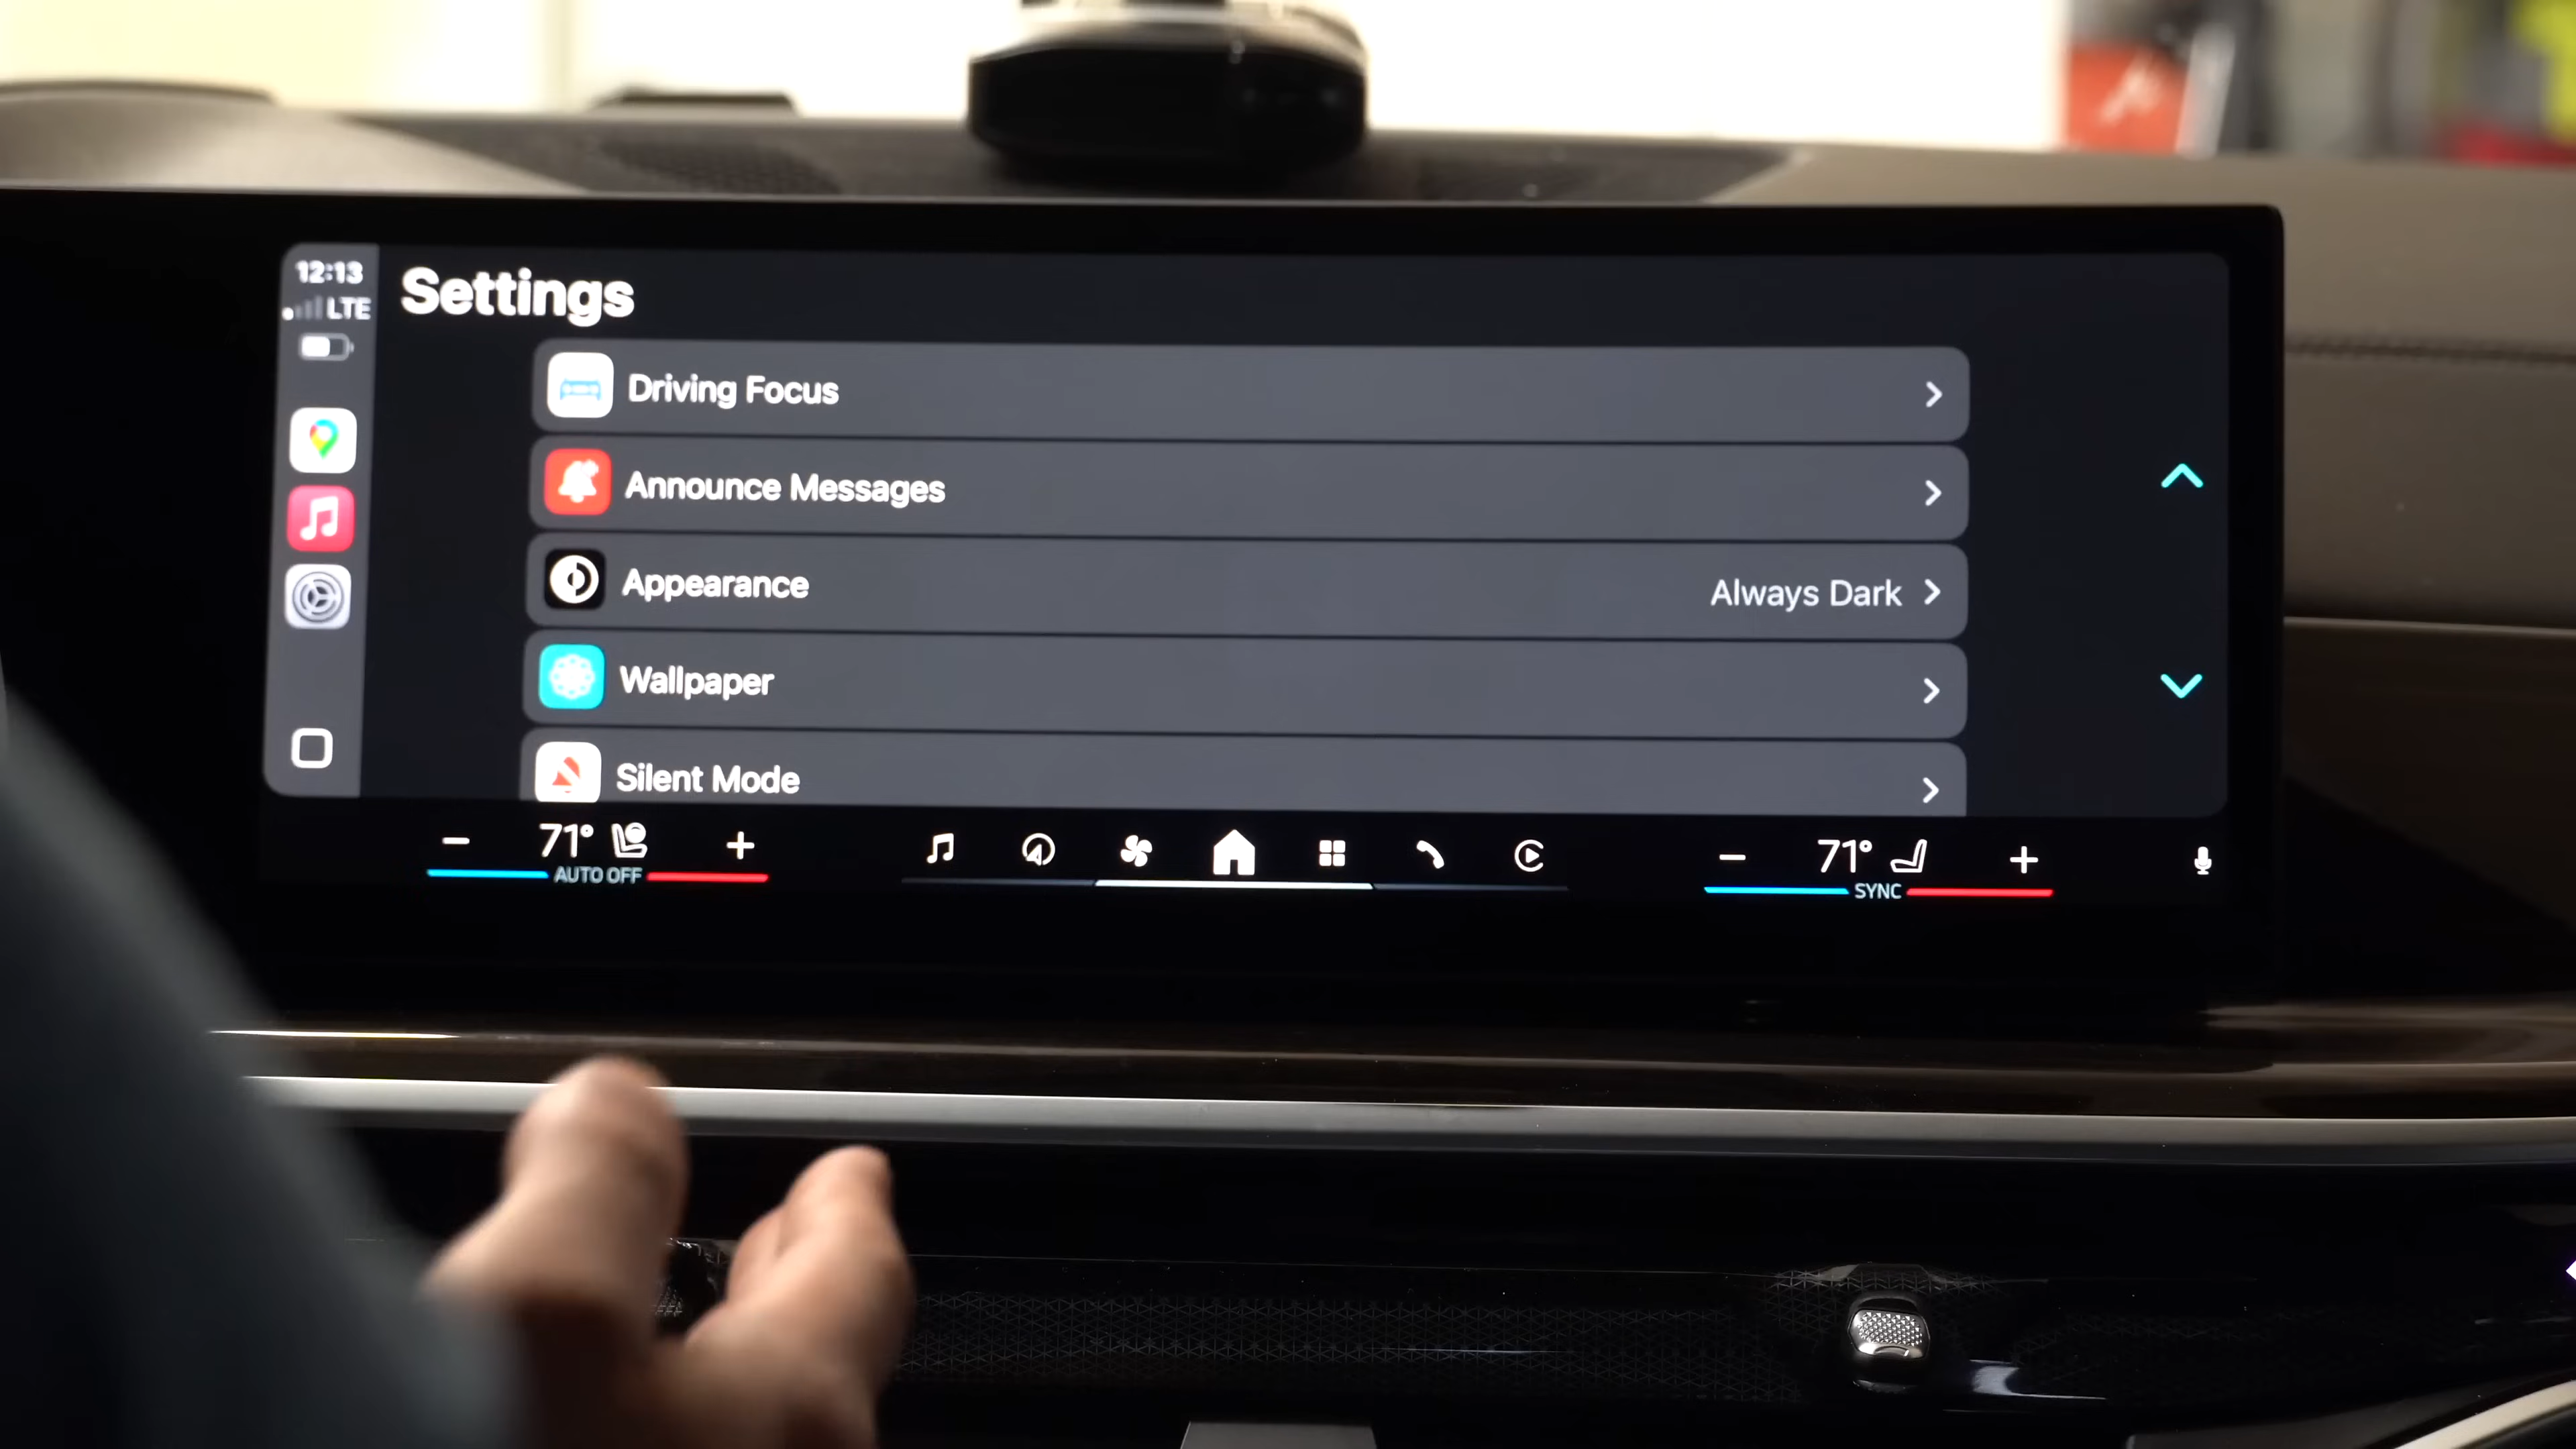 12:13
LTE
Settings
Driving Focus
Announce Messages
Appearance
Always Dark
Wallpaper
Silent Mode
71°
AUTO OFF
71°
SYNC